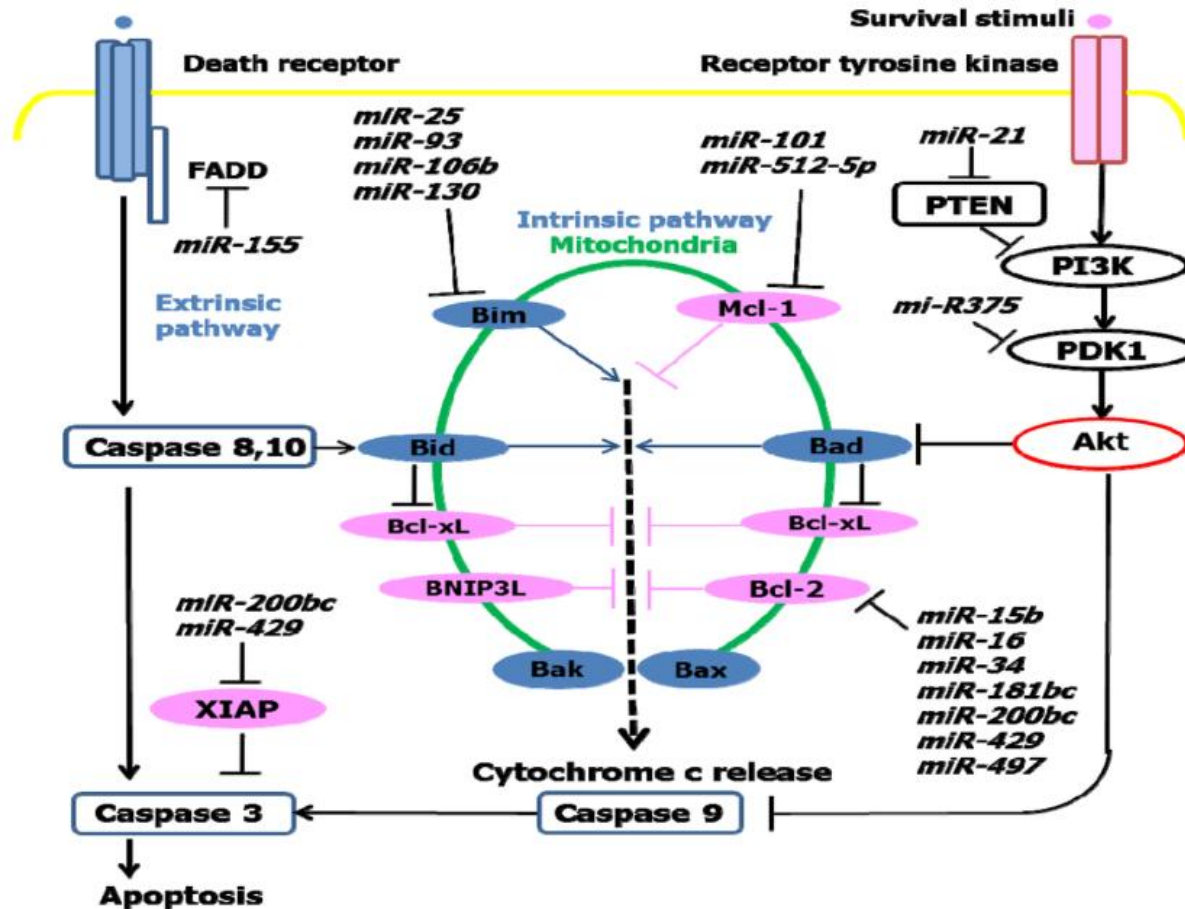 Survival stimuli
Death receptor
Receptor tyrosine kinase
miR-25
miR-93
miR-106b
miR-130
miR-101
miR-512-5p
miR-21
FADD
PTEN
miR-155
Intrinsic pathway
Mitochondria
PI3K
Extrinsic
pathway
Bim
Mcl-1
mi-R375
PDK1
Caspase 8,10
Bid
Bad
Akt
Bcl-xL
Bcl-xL
BNIP3L
Bcl-2
miR-200bc
miR-429
miR-15b
miR-16
miR-34
miR-181bc
miR-200bc
miR-429
miR-497
Bak
Bax
XIAP
Cytochrome c release
Caspase 3
Caspase 9
Apoptosis